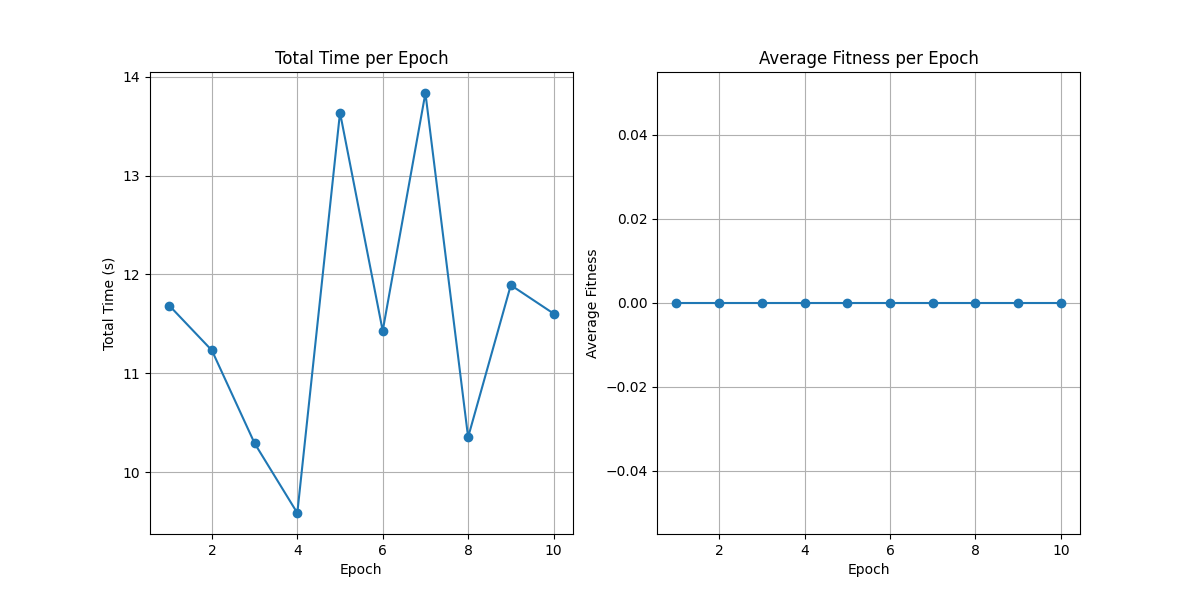 Total Time per Epoch
Total Time (s)
14
13
12
11
10
2 4 6 8 10
Epoch
Average Fitness per Epoch
Average Fitness
0.04
0.02
0.00
−0.02
−0.04
2 4 6 8 10
Epoch